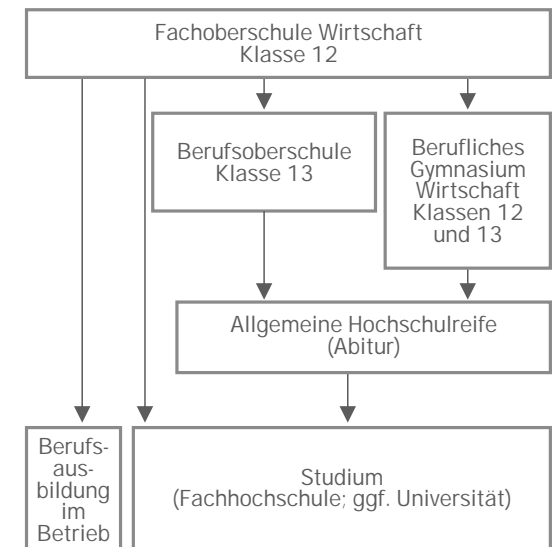 Fachoberschule Wirtschaft
Klasse 12
Berufsoberschule
Klasse 13
Berufliches
Gymnasium
Wirtschaft
Klassen 12
und 13
Allgemeine Hochschulreife
(Abitur)
Berufs-
aus-
bildung
im
Betrieb
Studium
(Fachhochschule; ggf. Universität)